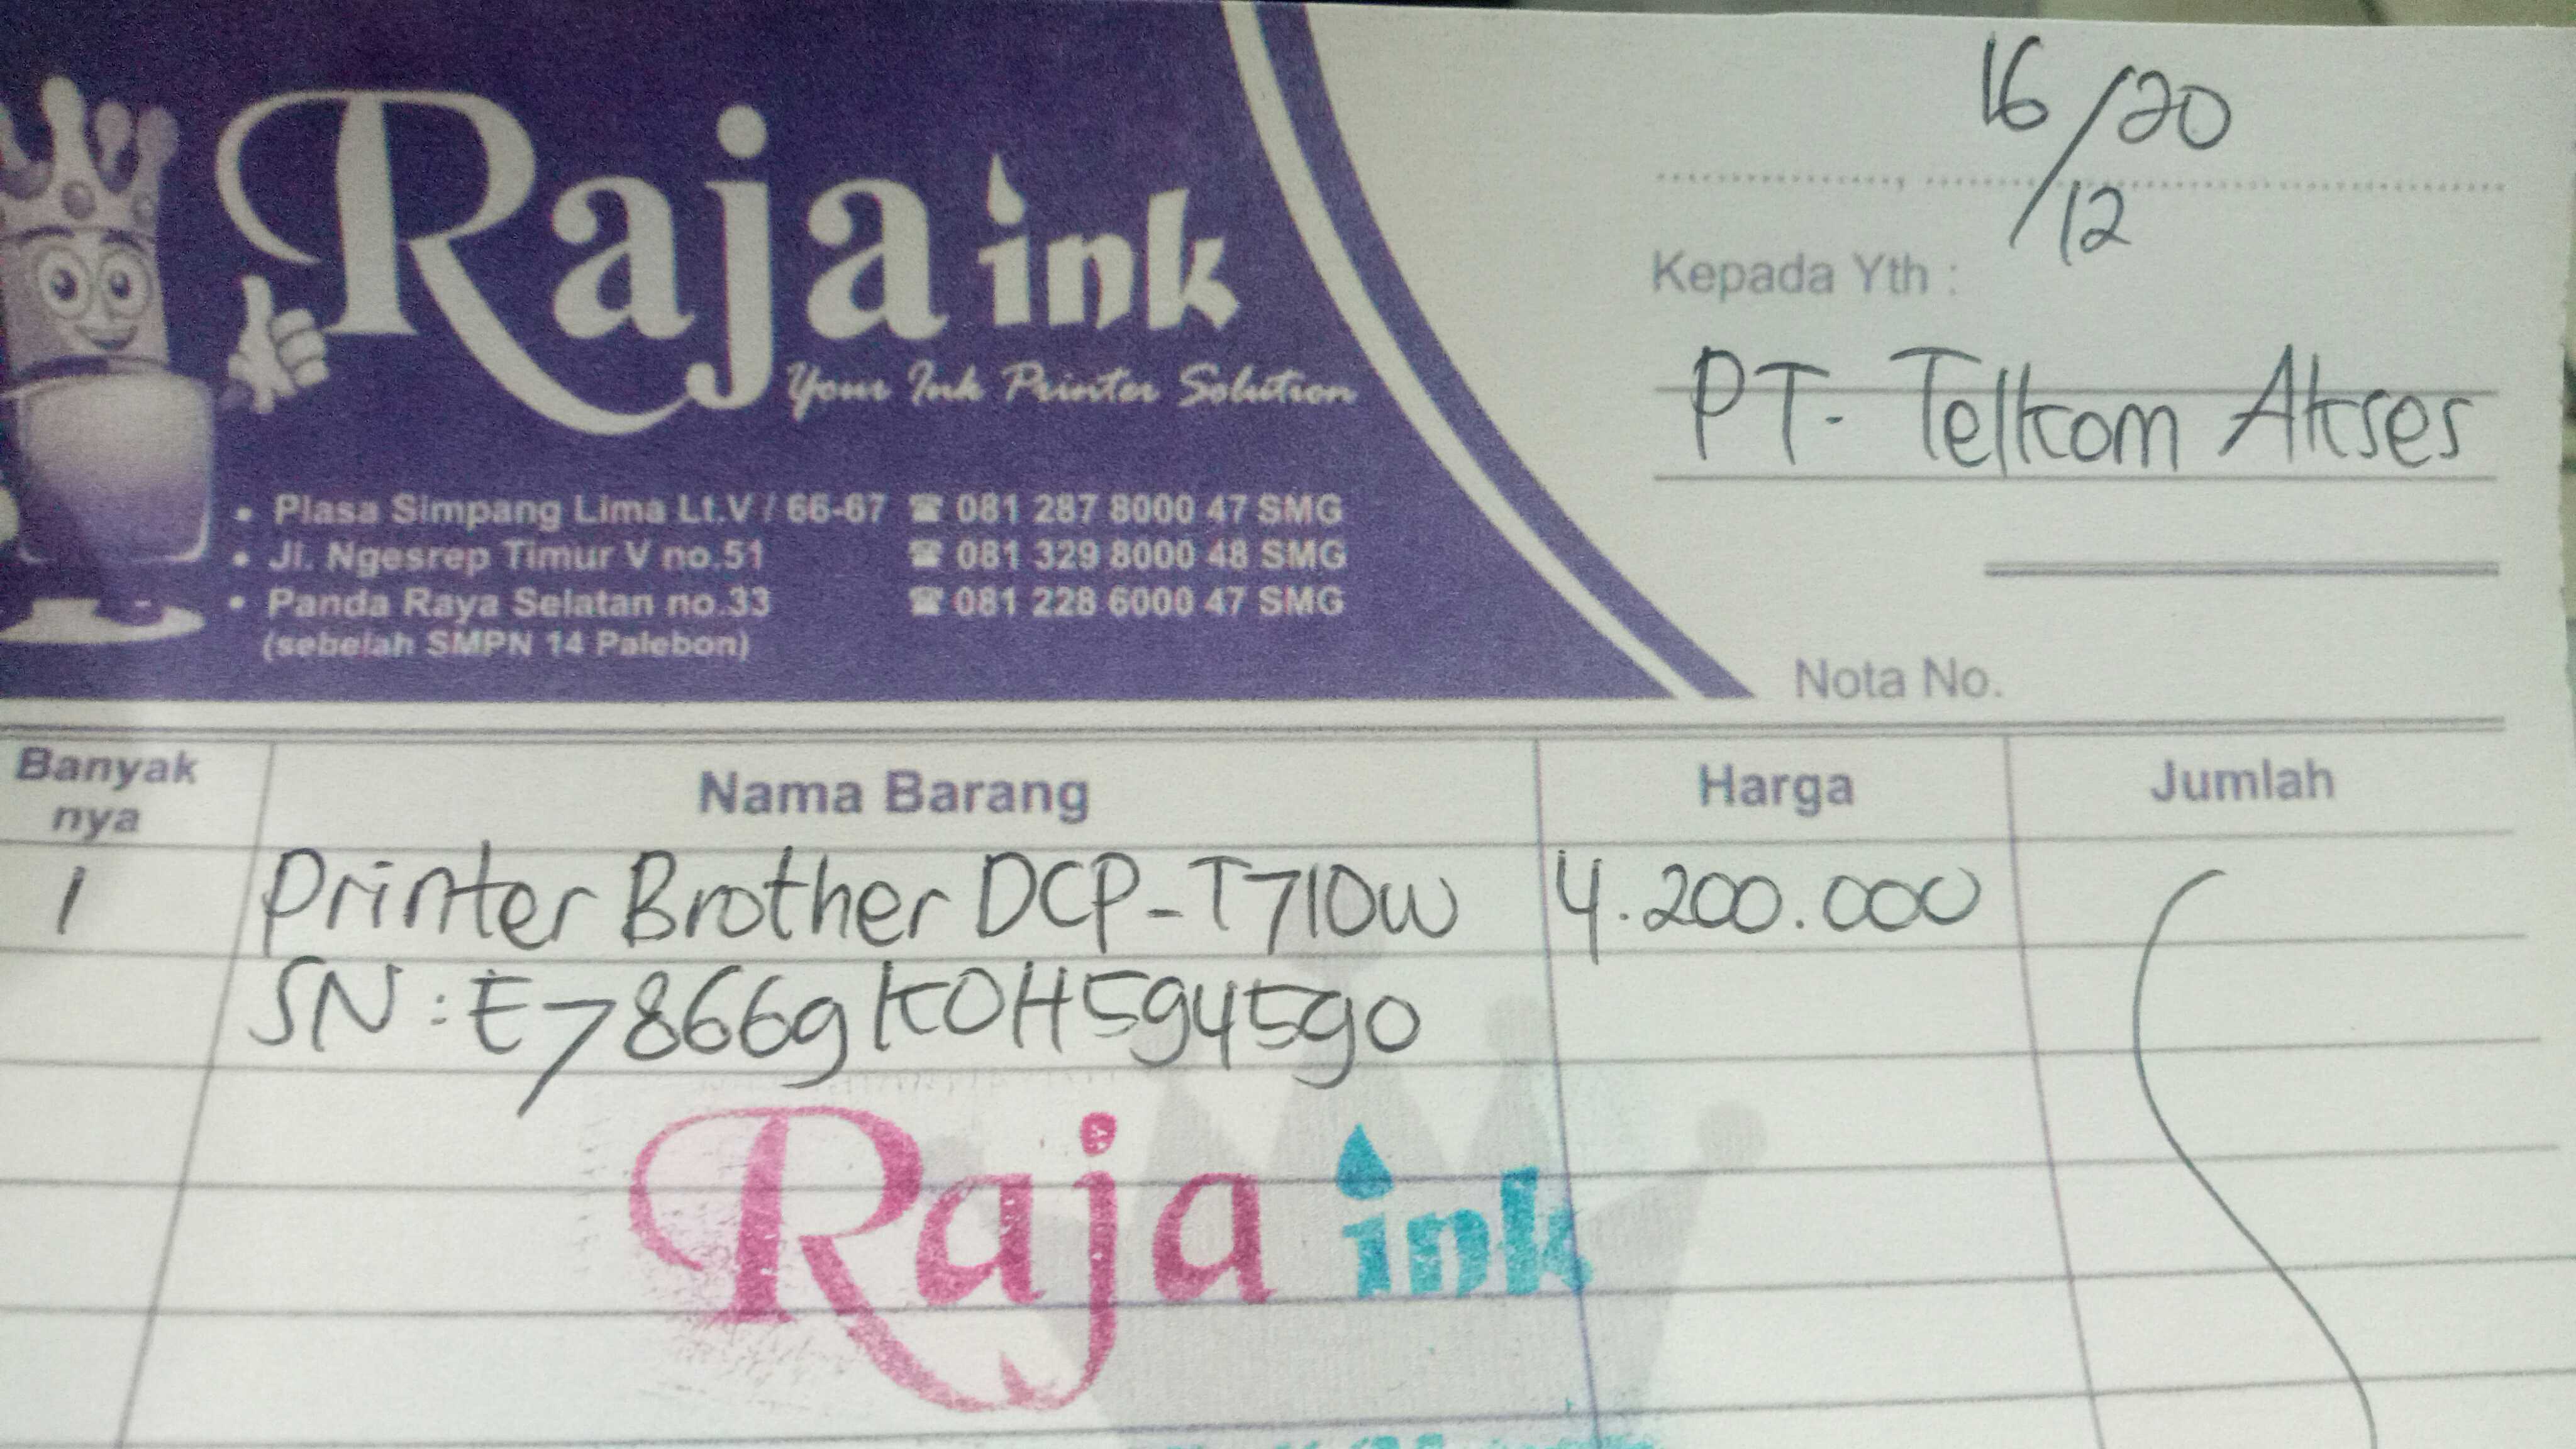 Raja ink
Your Ink Printer Solution
• Plasa Simpang Lima Lt.V / 66-67 ☎ 081 287 8000 47 SMG
• Jl. Ngesrep Timur V no.51 ☎ 081 329 8000 48 SMG
• Panda Raya Selatan no.33 ☎ 081 228 6000 47 SMG
(sebelah SMPN 14 Palebon)
16/20
12
Kepada Yth :
PT. Telkom Akses
Nota No.
Banyak nya Nama Barang Harga Jumlah
1 Printer Brother DCP-T710W 4.200.000
SN : E78669K0H594590
Raja ink